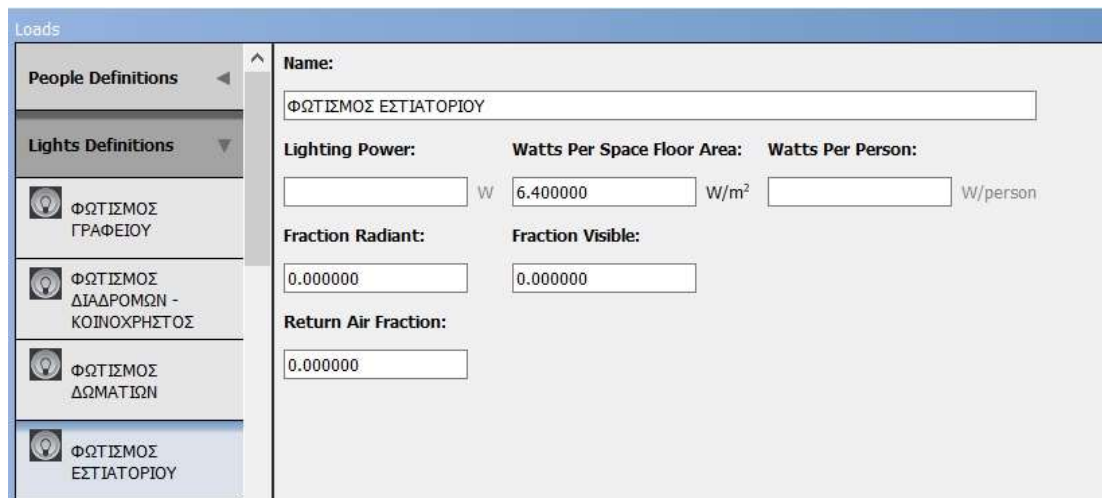 Loads
People Definitions
Lights Definitions
ΦΩΤΙΣΜΟΣ
ΓΡΑΦΕΙΟΥ
ΦΩΤΙΣΜΟΣ
ΔΙΑΔΡΟΜΩΝ -
ΚΟΙΝΟΧΡΗΣΤΟΣ
ΦΩΤΙΣΜΟΣ
ΔΩΜΑΤΙΩΝ
ΦΩΤΙΣΜΟΣ
ΕΣΤΙΑΤΟΡΙΟΥ
Name:
ΦΩΤΙΣΜΟΣ ΕΣΤΙΑΤΟΡΙΟΥ
Lighting Power: Watts Per Space Floor Area: Watts Per Person:
W 6.400000 W/m² W/person
Fraction Radiant: Fraction Visible:
0.000000 0.000000
Return Air Fraction:
0.000000